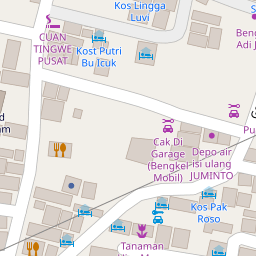 Kos Lingga
Luvi
CUAN
TINGWE
PUSAT
Kost Putri
Bu Icuk
Beng
Adi J
Cak Di
Garage
(Bengkel
Mobil)
Depo air
isi ulang
JUMINTO
Pu
G
d
am
Kos Pak
Roso
Tanaman